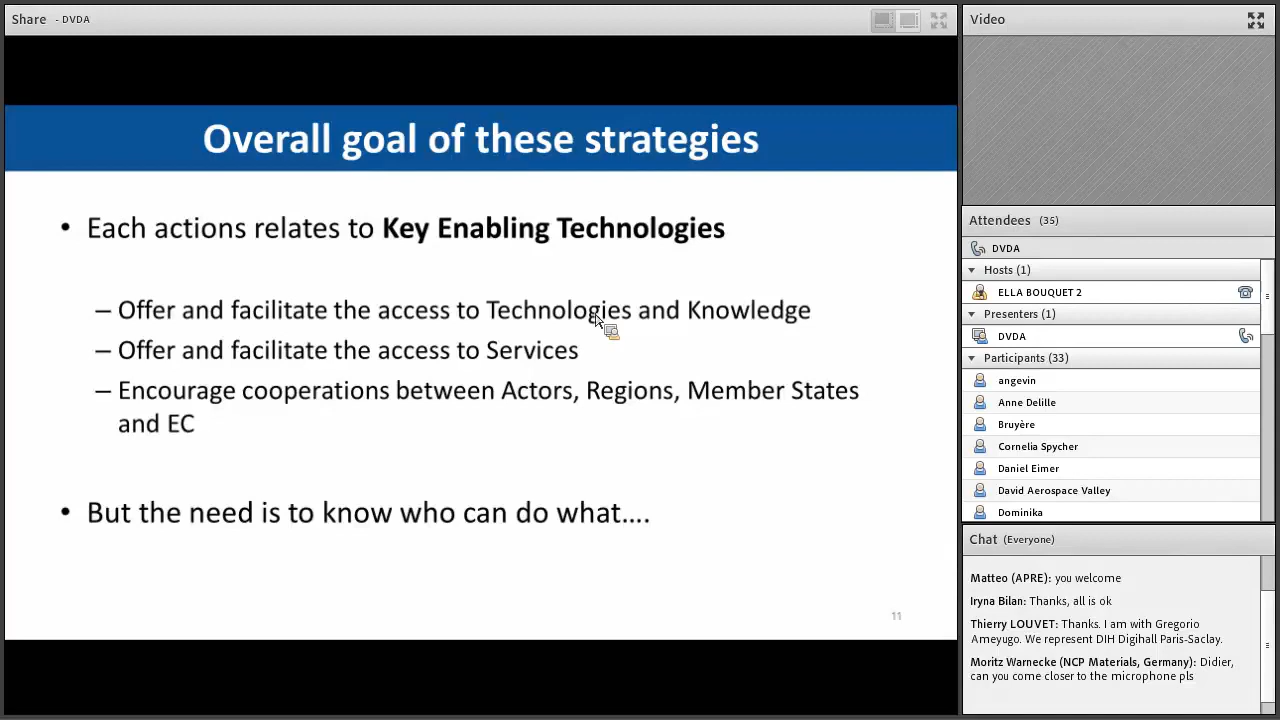 Share - DVDA
Overall goal of these strategies
• Each actions relates to Key Enabling Technologies
– Offer and facilitate the access to Technologies and Knowledge
– Offer and facilitate the access to Services
– Encourage cooperations between Actors, Regions, Member States
and EC
• But the need is to know who can do what....
11
Video
Attendees (35)
DVDA
Hosts (1)
ELLA BOUQUET 2
Presenters (1)
DVDA
Participants (33)
angevin
Anne Delille
Bruyère
Cornelia Spycher
Daniel Eimer
David Aerospace Valley
Dominika
Chat (Everyone)
Matteo (APRE): you welcome
Iryna Bilan: Thanks, all is ok
Thierry LOUVET: Thanks. I am with Gregorio
Ameyugo. We represent DIH Digihall Paris-Saclay.
Moritz Warnecke (NCP Materials, Germany): Didier,
can you come closer to the microphone pls